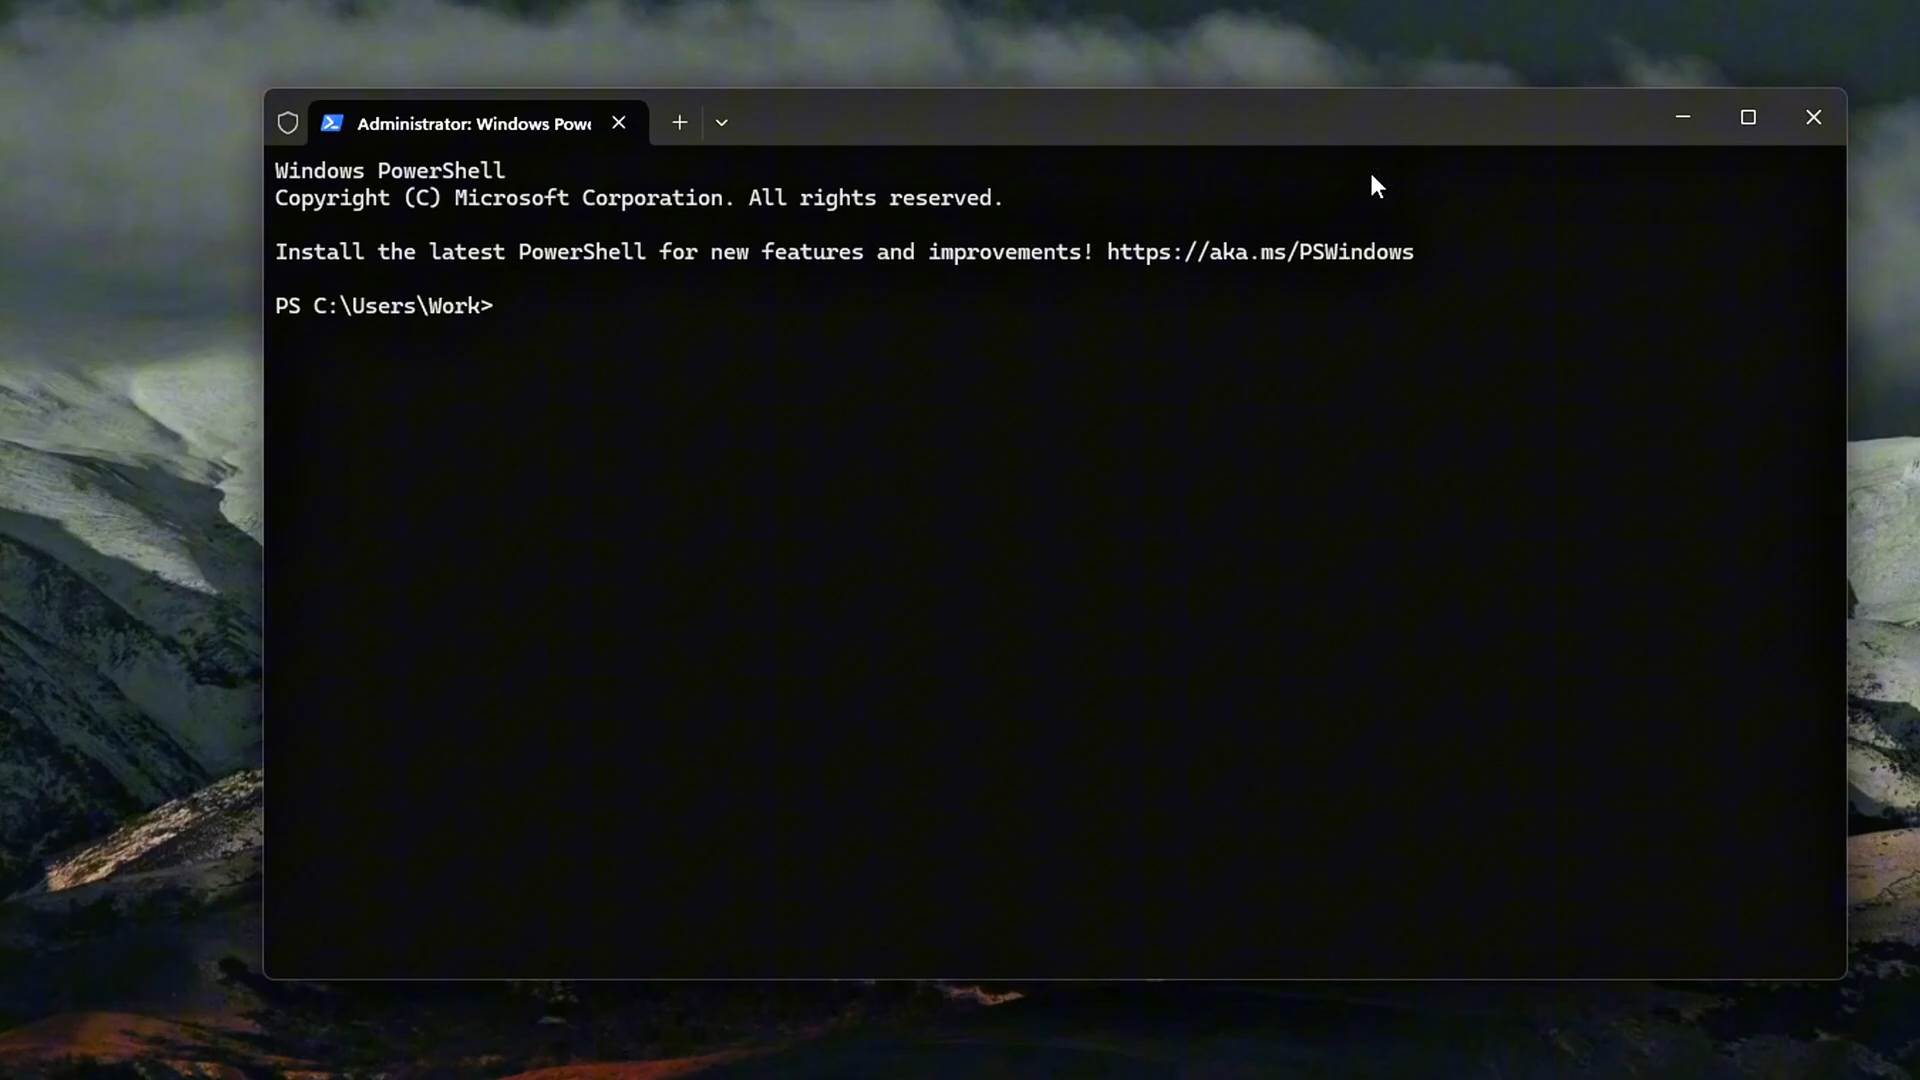 Administrator: Windows Powe
Windows PowerShell
Copyright (C) Microsoft Corporation. All rights reserved.
Install the latest PowerShell for new features and improvements! https://aka.ms/PSWindows
PS C:\Users\Work>